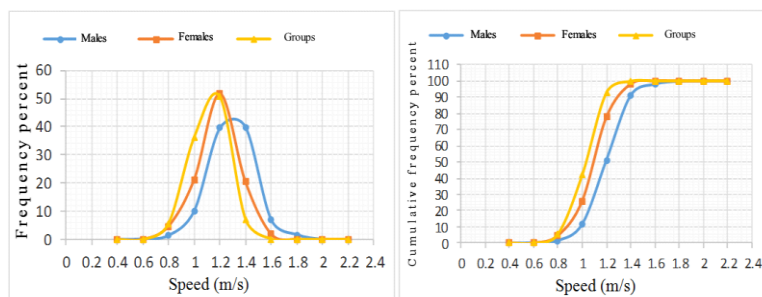 Males Females Groups
Frequency percent
60
50
40
30
20
10
0
0 0.2 0.4 0.6 0.8 1 1.2 1.4 1.6 1.8 2 2.2 2.4
Speed (m/s)
Males Females Groups
Cumulative frequency percent
110
100
90
80
70
60
50
40
30
20
10
0
0 0.2 0.4 0.6 0.8 1 1.2 1.4 1.6 1.8 2 2.2 2.4
Speed (m/s)